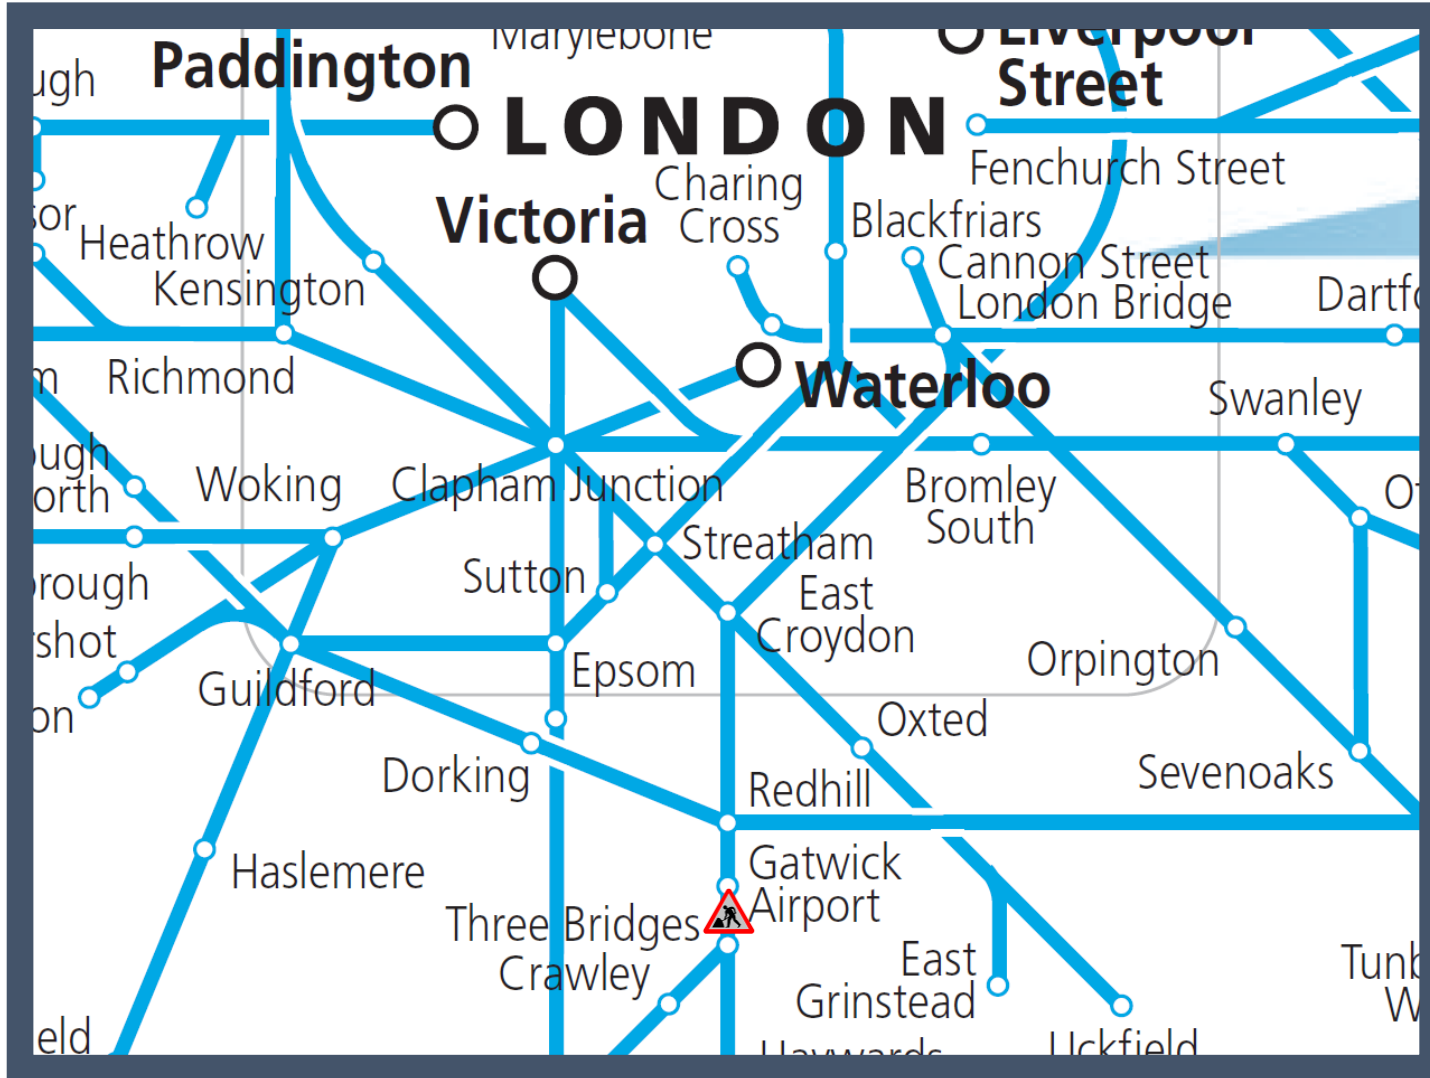 Marylebone
Liverpool
Street
Paddington
LONDON
Fenchurch Street
Charing
Cross
Victoria
Blackfriars
Cannon Street
London Bridge
Heathrow
Kensington
Richmond
Waterloo
Swanley
Woking
Clapham Junction
Bromley
South
Streatham
Sutton
East
Croydon
Orpington
Epsom
Guildford
Oxted
Dorking
Redhill
Sevenoaks
Haslemere
Gatwick
Airport
Three Bridges
Crawley
East
Grinstead
Uckfield